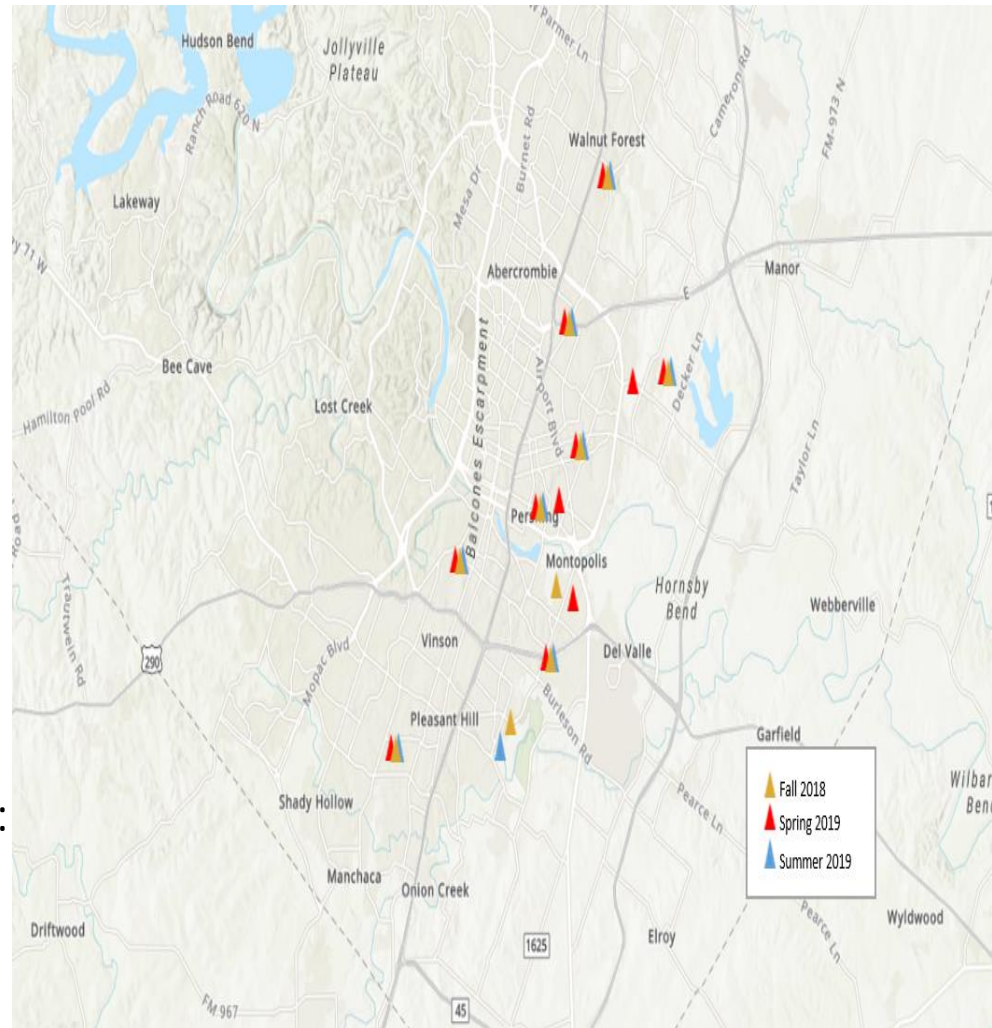 W Parmer Ln
Hudson Bend
Jollyville
Plateau
Ranch Road 620 N
Cameron Rd
FM-973 N
Walnut Forest
Burnet Rd
Mesa Dr
Lakeway
71 W
Abercrombie
Manor
E
Balcones Escarpment
Airport Blvd
Decker Ln
Bee Cave
Hamilton Pool Rd
Lost Creek
Taylor Ln
Pershing
Montopolis
Hornsby
Bend
Webberville
Trautwein Rd
290
Mopac Blvd
Vinson
Del Valle
Burleson Rd
Pleasant Hill
Garfield
Shady Hollow
Pearce Ln
Fall 2018
Spring 2019
Summer 2019
:
Manchaca
Onion Creek
Pearce Ln
Wyldwood
Driftwood
1625
Elroy
FM 967
45